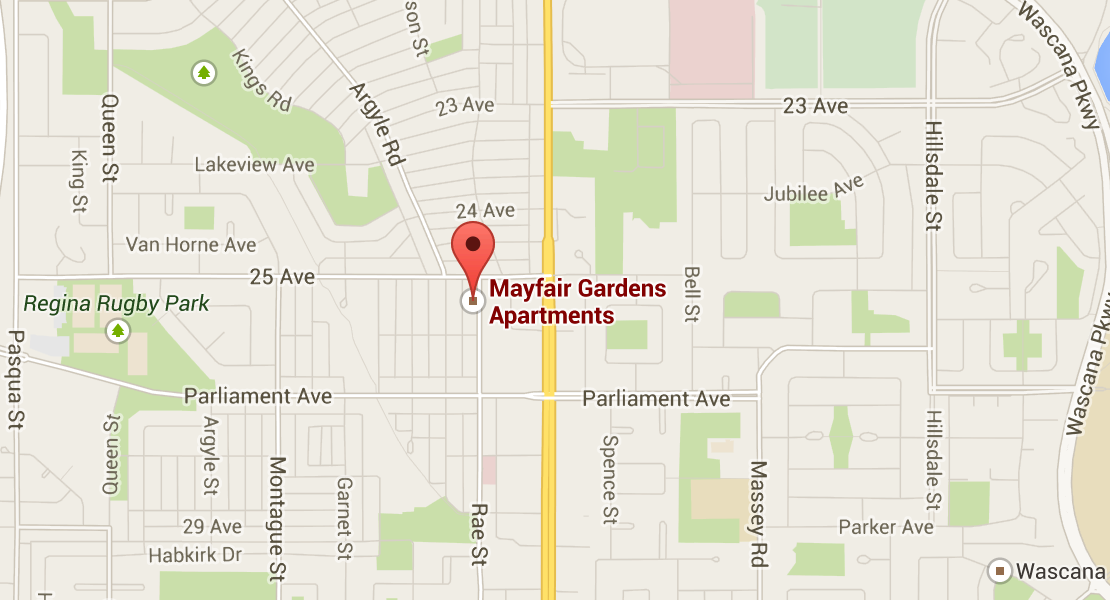 son St
Wascana Pkwy
Kings Rd
Argyle Rd
Queen St
23 Ave
23 Ave
Hillsdale St
King St
Lakeview Ave
Jubilee Ave
24 Ave
Van Horne Ave
25 Ave
Bell St
Mayfair Gardens
Apartments
Regina Rugby Park
Pasqua St
Wascana Pkwy
Parliament Ave
Parliament Ave
Queen St
Argyle St
Montague St
Garnet St
Rae St
Spence St
Massey Rd
Hillsdale St
29 Ave
Parker Ave
Habkirk Dr
Wascana
H